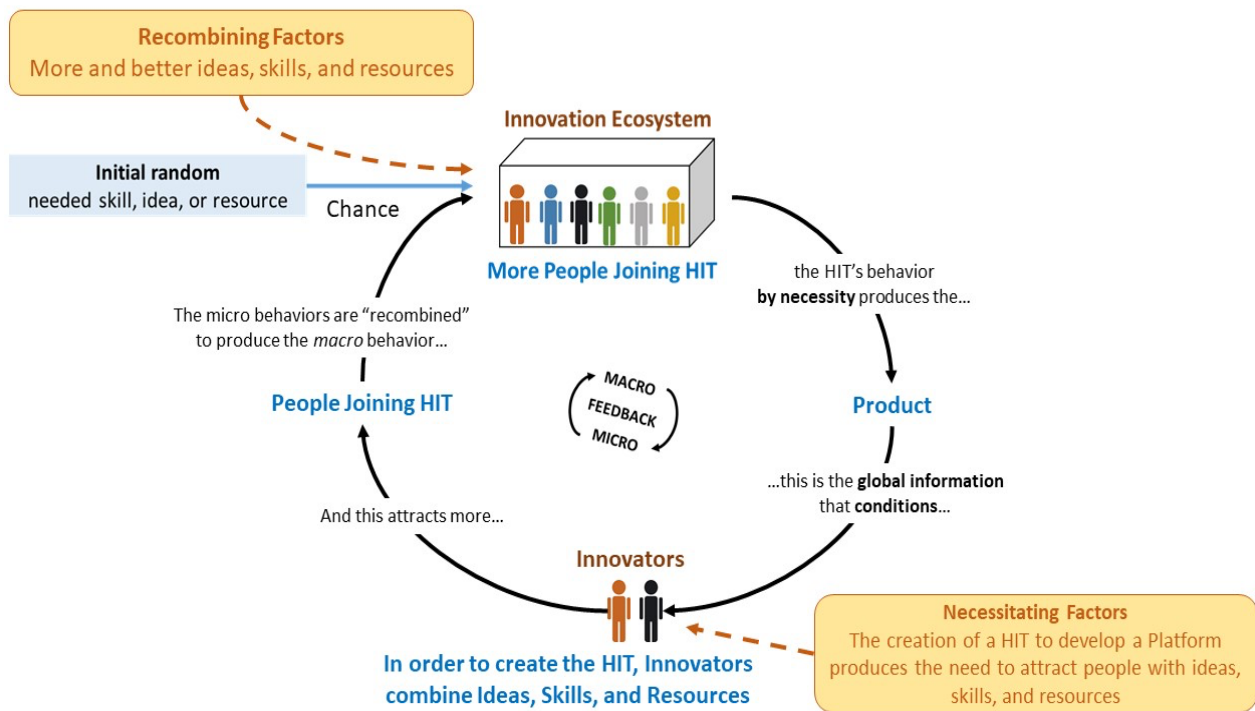 Recombining Factors
More and better ideas, skills, and resources
Innovation Ecosystem
Initial random
needed skill, idea, or resource
Chance
More People Joining HIT
the HIT’s behavior
by necessity produces the…
The micro behaviors are “recombined”
to produce the macro behavior…
MACRO
FEEDBACK
MICRO
People Joining HIT
Product
…this is the global information
that conditions…
And this attracts more…
Innovators
In order to create the HIT, Innovators
combine Ideas, Skills, and Resources
Necessitating Factors
The creation of a HIT to develop a Platform
produces the need to attract people with ideas,
skills, and resources